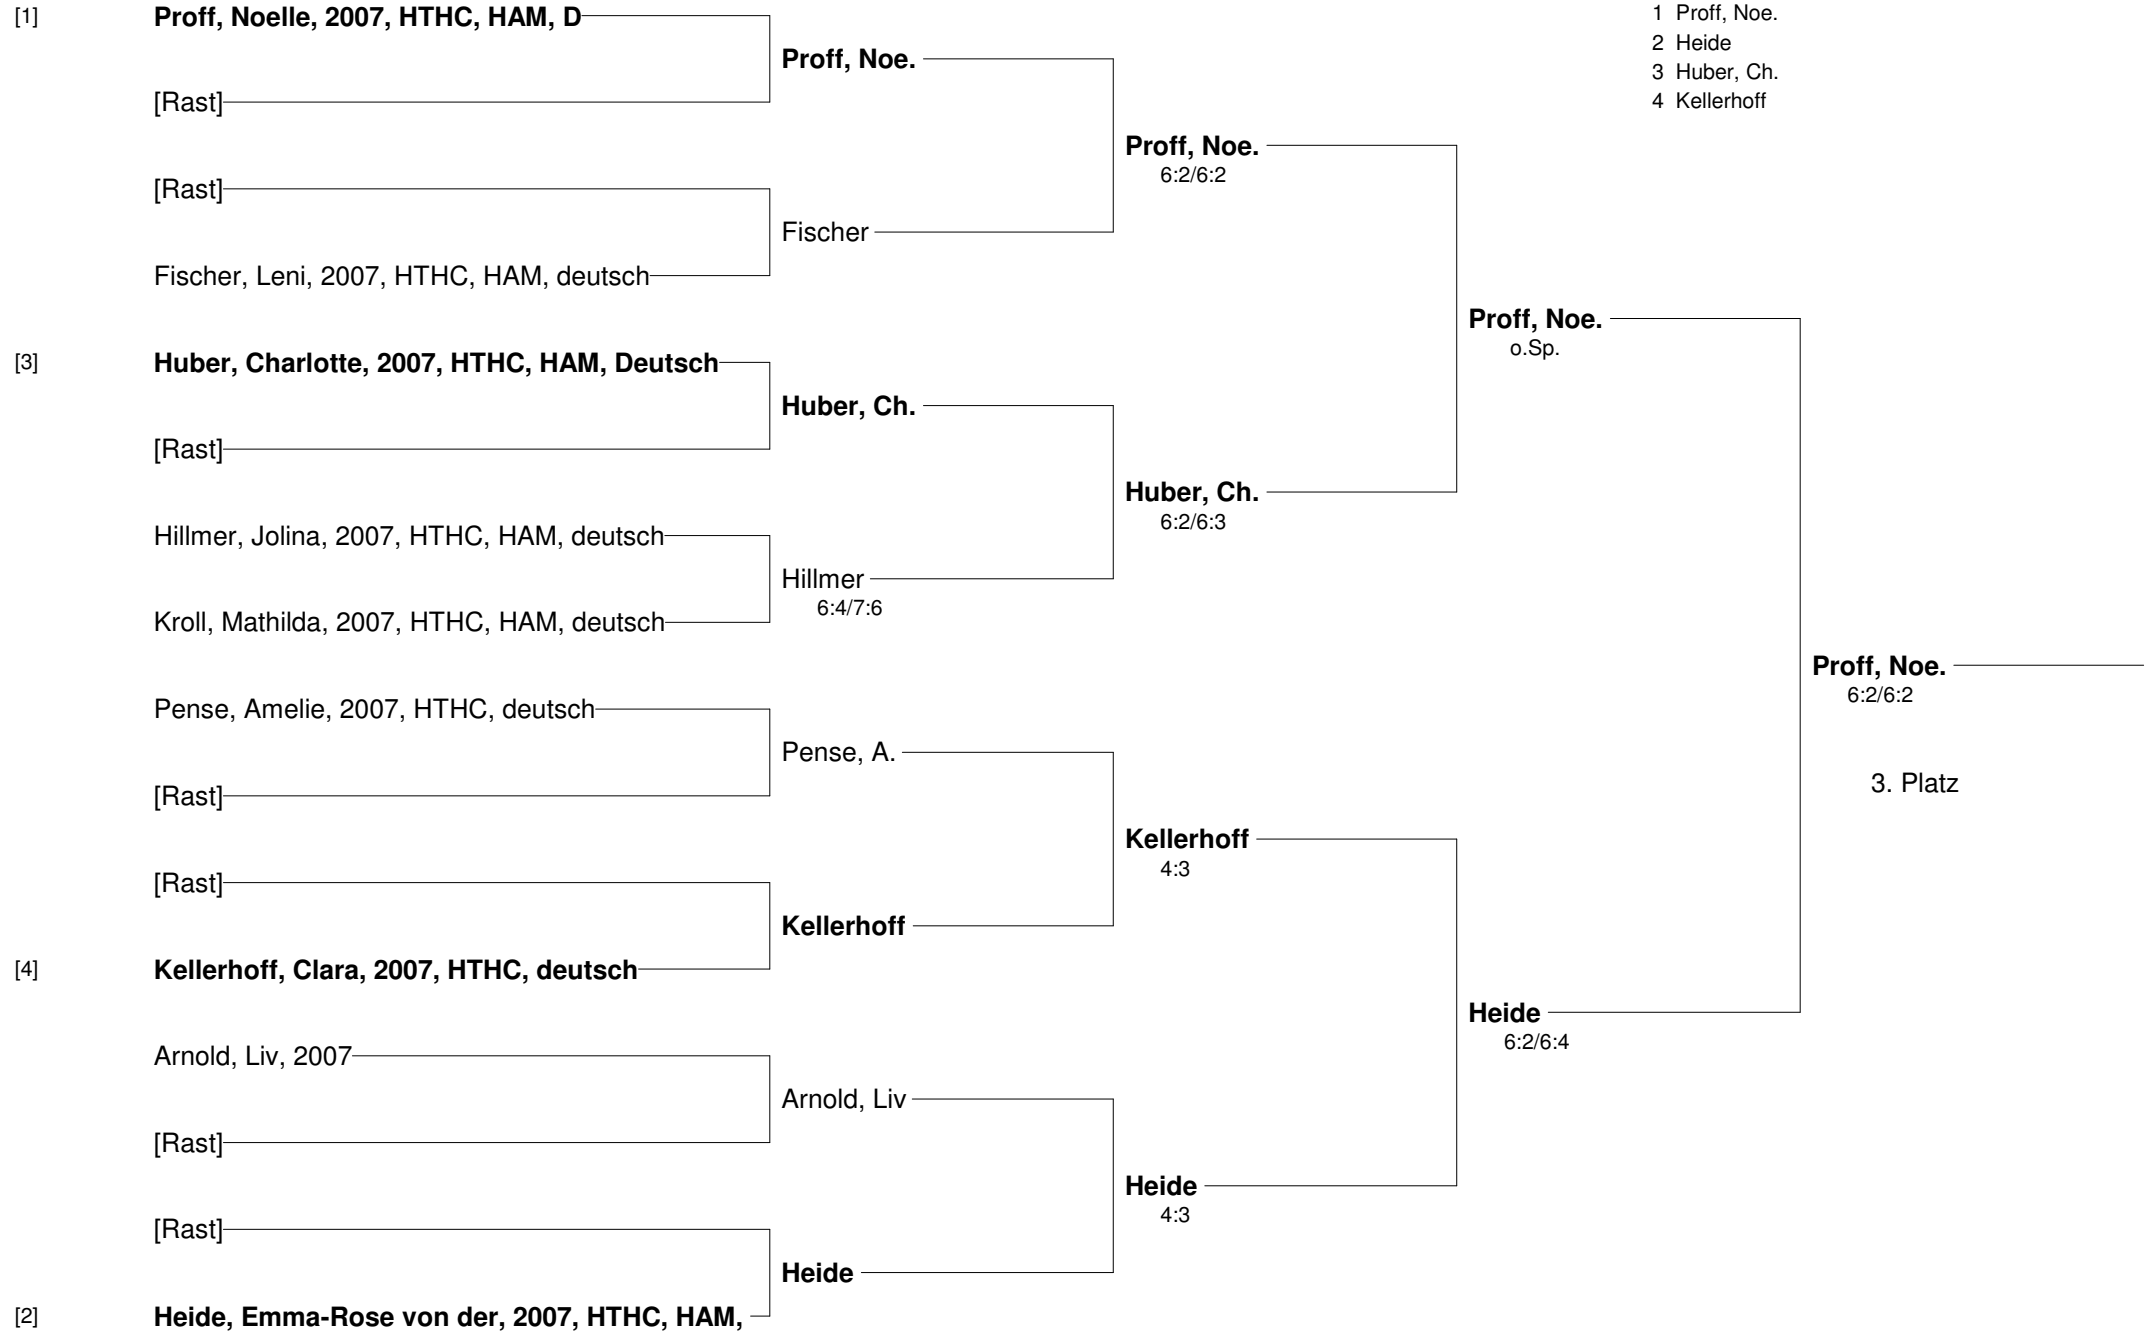 [1] Proff, Noelle, 2007, HTHC, HAM, D
[Rast]
[Rast]
Fischer, Leni, 2007, HTHC, HAM, deutsch
[3] Huber, Charlotte, 2007, HTHC, HAM, Deutsch
[Rast]
Hillmer, Jolina, 2007, HTHC, HAM, deutsch
Kroll, Mathilda, 2007, HTHC, HAM, deutsch
Pense, Amelie, 2007, HTHC, deutsch
[Rast]
[Rast]
[4] Kellerhoff, Clara, 2007, HTHC, deutsch
Arnold, Liv, 2007
[Rast]
[Rast]
[2] Heide, Emma-Rose von der, 2007, HTHC, HAM,
Proff, Noe.
Fischer
Huber, Ch.
Hillmer
6:4/7:6
Pense, A.
Kellerhoff
Arnold, Liv
Heide
Proff, Noe.
6:2/6:2
Huber, Ch.
6:2/6:3
Kellerhoff
4:3
Heide
4:3
Proff, Noe.
o.Sp.
Heide
6:2/6:4
Proff, Noe.
6:2/6:2
3. Platz
1 Proff, Noe.
2 Heide
3 Huber, Ch.
4 Kellerhoff